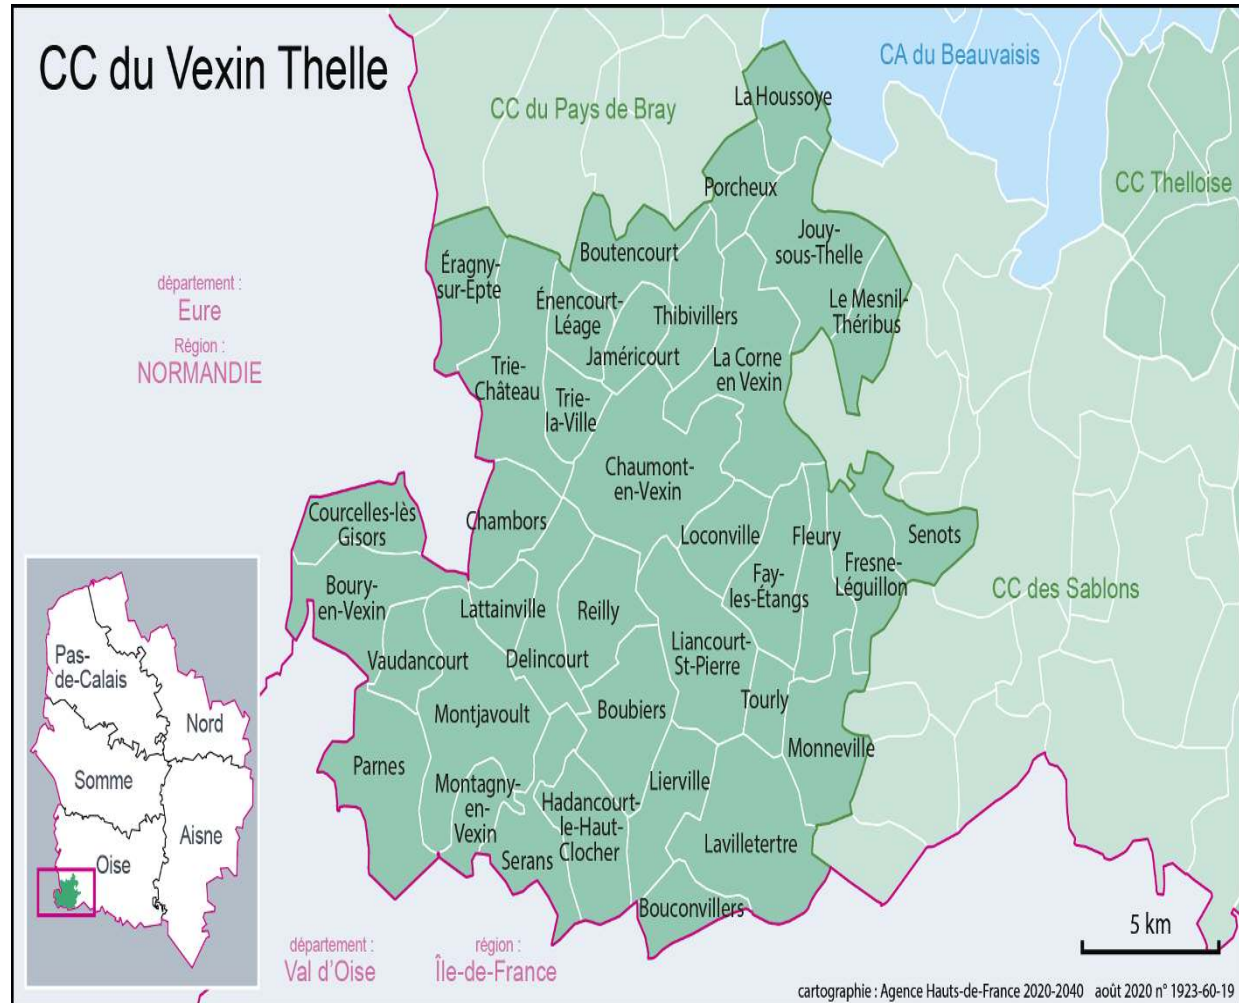 CC du Vexin Thelle
CA du Beauvaisis
CC du Pays de Bray
CC Thelloise
CC des Sablons
département :
Eure
Région :
NORMANDIE
La Houssoye
Porcheux
Jouy-
sous-Thelle
Boutencourt
Éragny-
sur-Epte
Énencourt-
Léage
Thibivillers
Le Mesnil-
Théribus
Jaméricourt
La Corne
en Vexin
Trie-
Château
Trie-
la-Ville
Chaumont-
en-Vexin
Courcelles-lès
Gisors
Chambors
Loconville
Fleury
Senots
Fresne-
Léguillon
Fay-
les-Étangs
Boury-
en-Vexin
Lattainville
Reilly
Vaudancourt
Delincourt
Liancourt-
St-Pierre
Tourly
Montjavoult
Boubiers
Monneville
Parnes
Montagny-
en-
Vexin
Lierville
Hadancourt-
le-Haut-
Clocher
Serans
Lavilletertre
Bouconvillers
Pas-
de-Calais
Nord
Somme
Aisne
Oise
département :
Val d’Oise
région :
Île-de-France
5 km
cartographie : Agence Hauts-de-France 2020-2040 août 2020 n° 1923-60-19